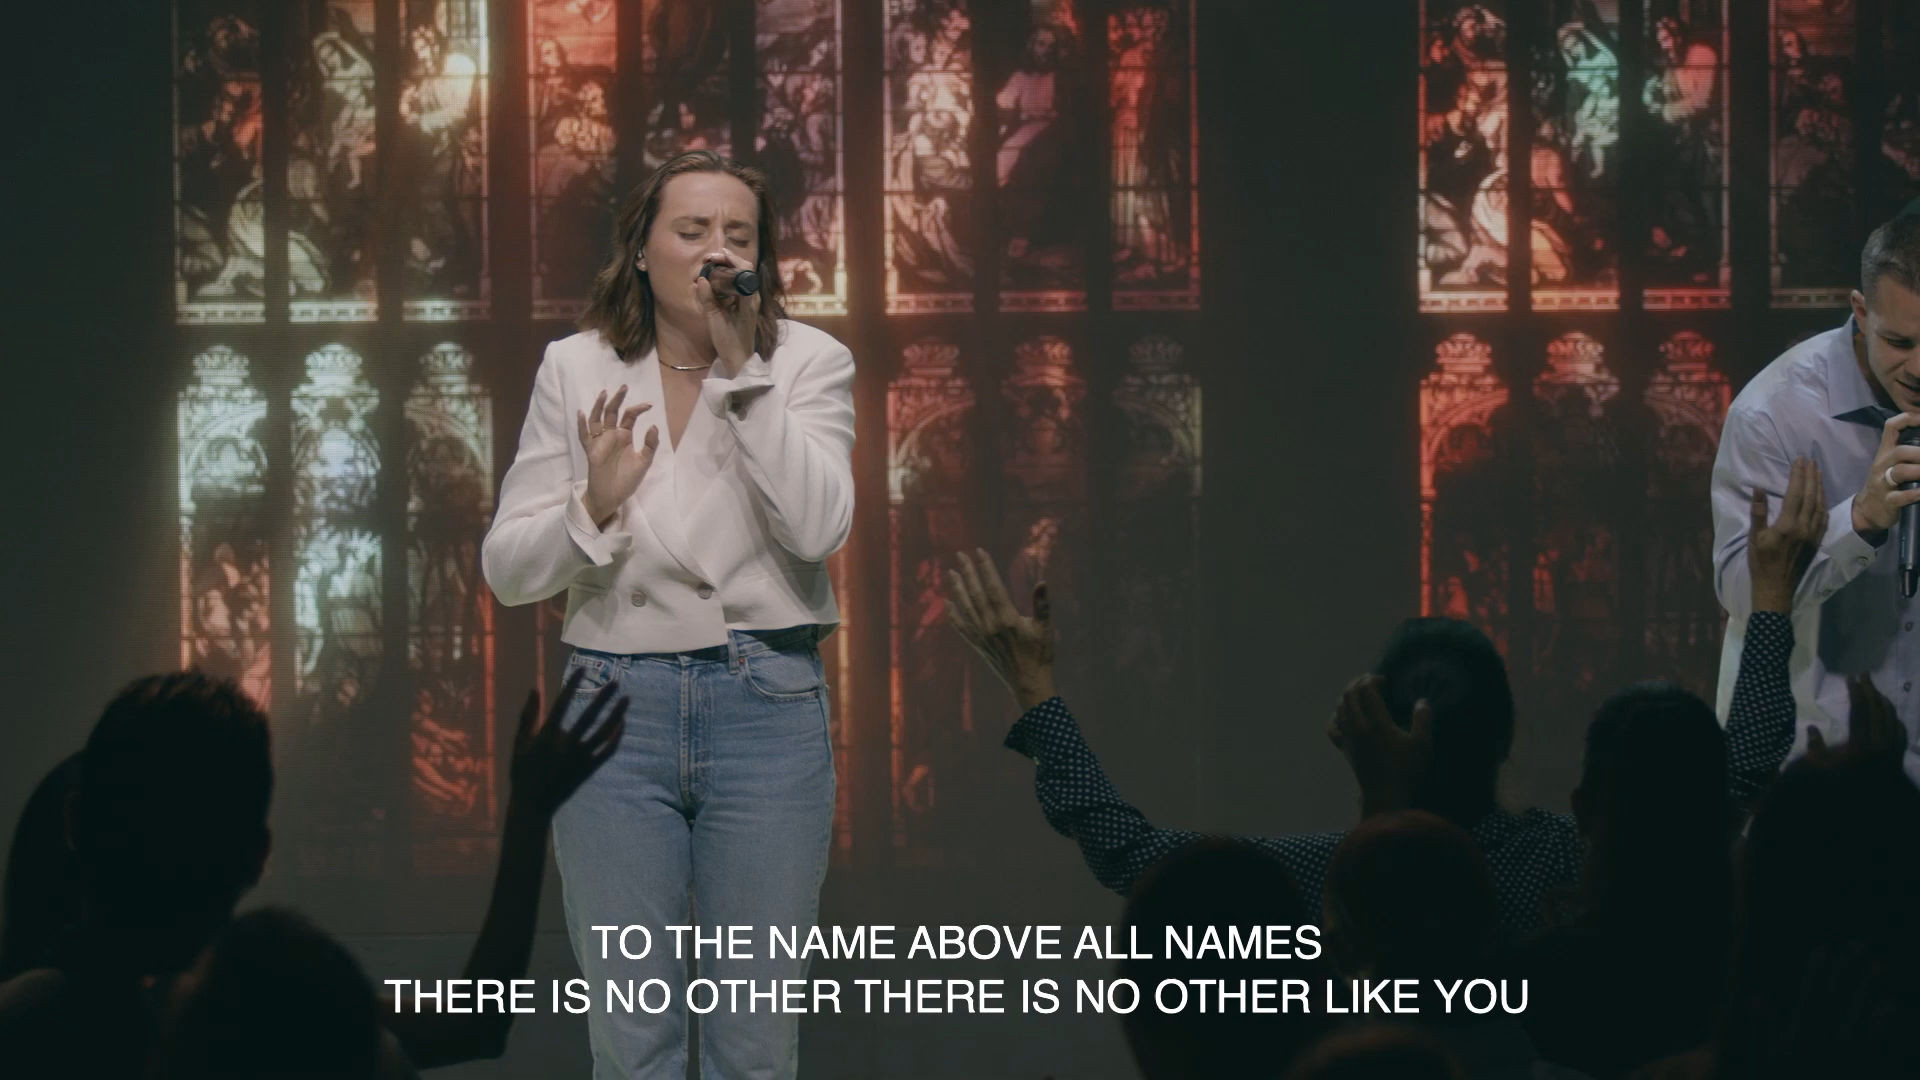 TO THE NAME ABOVE ALL NAMES
THERE IS NO OTHER THERE IS NO OTHER LIKE YOU